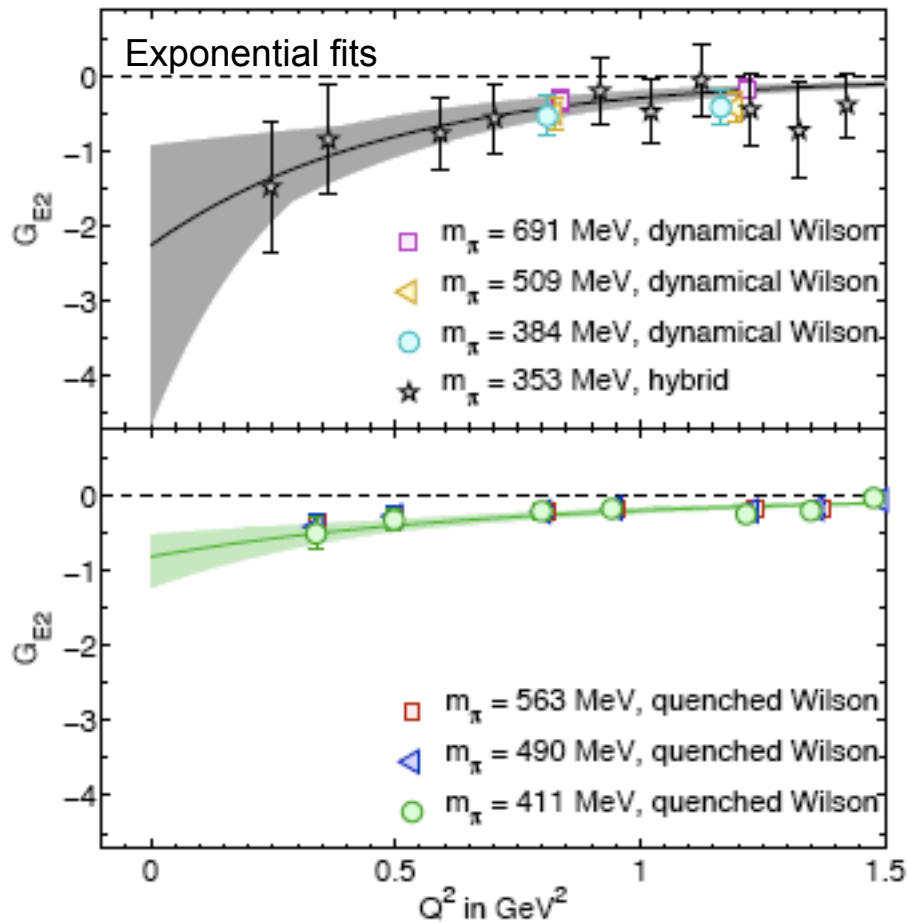 Exponential fits
0
−1
−2
−3
−4
G_E2
m_π = 691 MeV, dynamical Wilson
m_π = 509 MeV, dynamical Wilson
m_π = 384 MeV, dynamical Wilson
m_π = 353 MeV, hybrid
0
−1
−2
−3
−4
G_E2
m_π = 563 MeV, quenched Wilson
m_π = 490 MeV, quenched Wilson
m_π = 411 MeV, quenched Wilson
0 0.5 1 1.5
Q² in GeV²